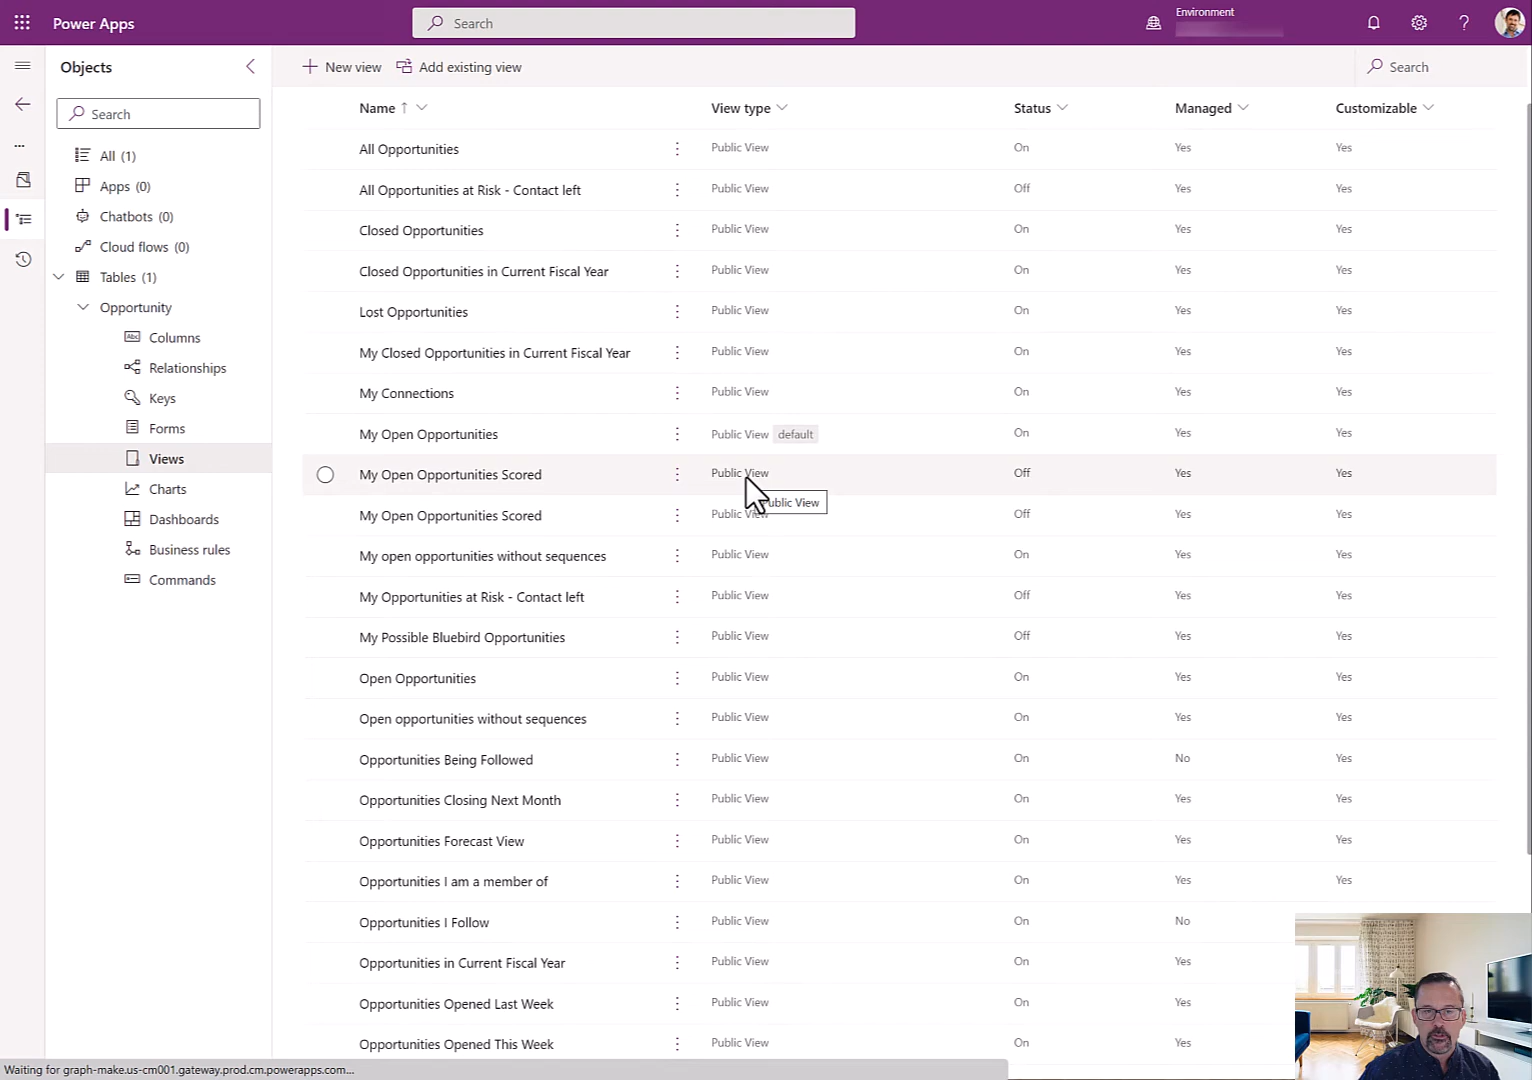 Power Apps
Search
Environment
?
Objects
New view
Add existing view
Search
Search
All (1)
Apps (0)
Chatbots (0)
Cloud flows (0)
Tables (1)
Opportunity
Abc Columns
Relationships
Keys
Forms
Views
Charts
Dashboards
Business rules
Commands
Name ↑ View type Status Managed Customizable
All Opportunities Public View On Yes Yes
All Opportunities at Risk - Contact left Public View Off Yes Yes
Closed Opportunities Public View On Yes Yes
Closed Opportunities in Current Fiscal Year Public View On Yes Yes
Lost Opportunities Public View On Yes Yes
My Closed Opportunities in Current Fiscal Year Public View On Yes Yes
My Connections Public View On Yes Yes
My Open Opportunities Public View default On Yes Yes
My Open Opportunities Scored Public View Off Yes Yes
Public View
My Open Opportunities Scored Public View Off Yes Yes
My open opportunities without sequences Public View On Yes Yes
My Opportunities at Risk - Contact left Public View Off Yes Yes
My Possible Bluebird Opportunities Public View Off Yes Yes
Open Opportunities Public View On Yes Yes
Open opportunities without sequences Public View On Yes Yes
Opportunities Being Followed Public View On No Yes
Opportunities Closing Next Month Public View On Yes Yes
Opportunities Forecast View Public View On Yes Yes
Opportunities I am a member of Public View On Yes Yes
Opportunities I Follow Public View On No
Opportunities in Current Fiscal Year Public View On Yes
Opportunities Opened Last Week Public View On Yes
Opportunities Opened This Week Public View On Yes
Waiting for graph-make.us-cm001.gateway.prod.cm.powerapps.com...